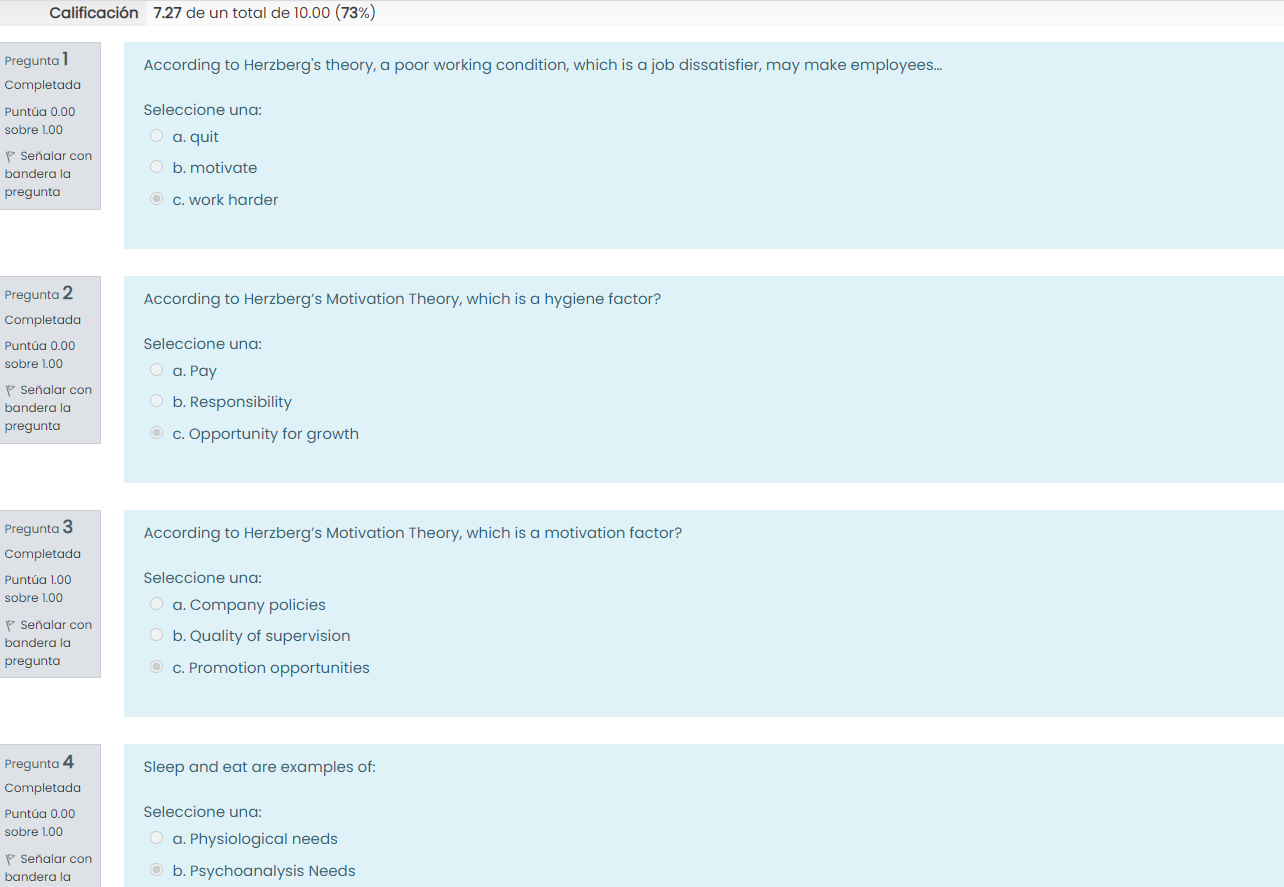 Calificación 7.27 de un total de 10.00 (73%)
Pregunta 1
Completada
Puntúa 0.00
sobre 1.00
Señalar con
bandera la
pregunta
According to Herzberg's theory, a poor working condition, which is a job dissatisfier, may make employees...
Seleccione una:
a. quit
b. motivate
c. work harder
Pregunta 2
Completada
Puntúa 0.00
sobre 1.00
Señalar con
bandera la
pregunta
According to Herzberg’s Motivation Theory, which is a hygiene factor?
Seleccione una:
a. Pay
b. Responsibility
c. Opportunity for growth
Pregunta 3
Completada
Puntúa 1.00
sobre 1.00
Señalar con
bandera la
pregunta
According to Herzberg’s Motivation Theory, which is a motivation factor?
Seleccione una:
a. Company policies
b. Quality of supervision
c. Promotion opportunities
Pregunta 4
Completada
Puntúa 0.00
sobre 1.00
Señalar con
bandera la
Sleep and eat are examples of:
Seleccione una:
a. Physiological needs
b. Psychoanalysis Needs